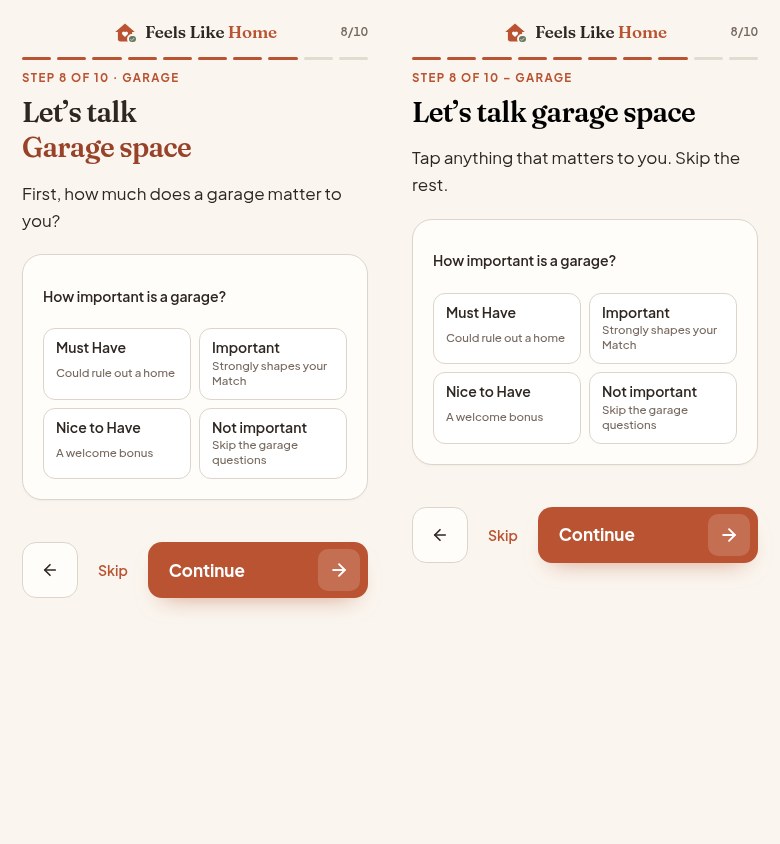 Feels Like Home
8/10
STEP 8 OF 10 · GARAGE
Let’s talk
Garage space
First, how much does a garage matter to
you?
How important is a garage?
Must Have
Could rule out a home
Important
Strongly shapes your
Match
Nice to Have
A welcome bonus
Not important
Skip the garage
questions
Skip
Continue
Feels Like Home
8/10
STEP 8 OF 10 – GARAGE
Let’s talk garage space
Tap anything that matters to you. Skip the
rest.
How important is a garage?
Must Have
Could rule out a home
Important
Strongly shapes your
Match
Nice to Have
A welcome bonus
Not important
Skip the garage
questions
Skip
Continue